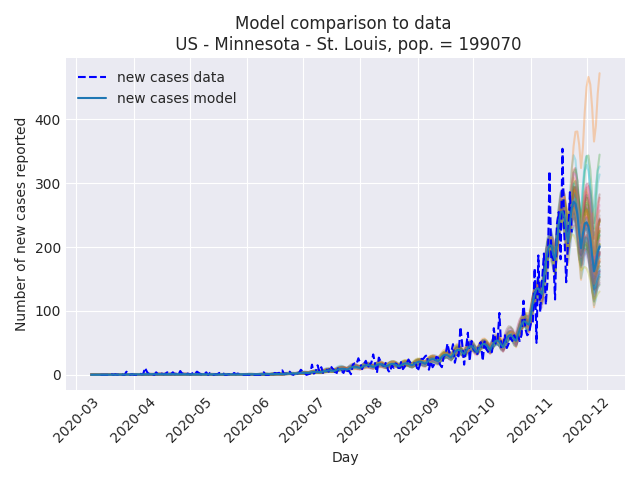 Model comparison to data
US - Minnesota - St. Louis, pop. = 199070
new cases data
new cases model
Number of new cases reported
400
300
200
100
0
2020-03
2020-04
2020-05
2020-06
2020-07
2020-08
2020-09
2020-10
2020-11
2020-12
Day